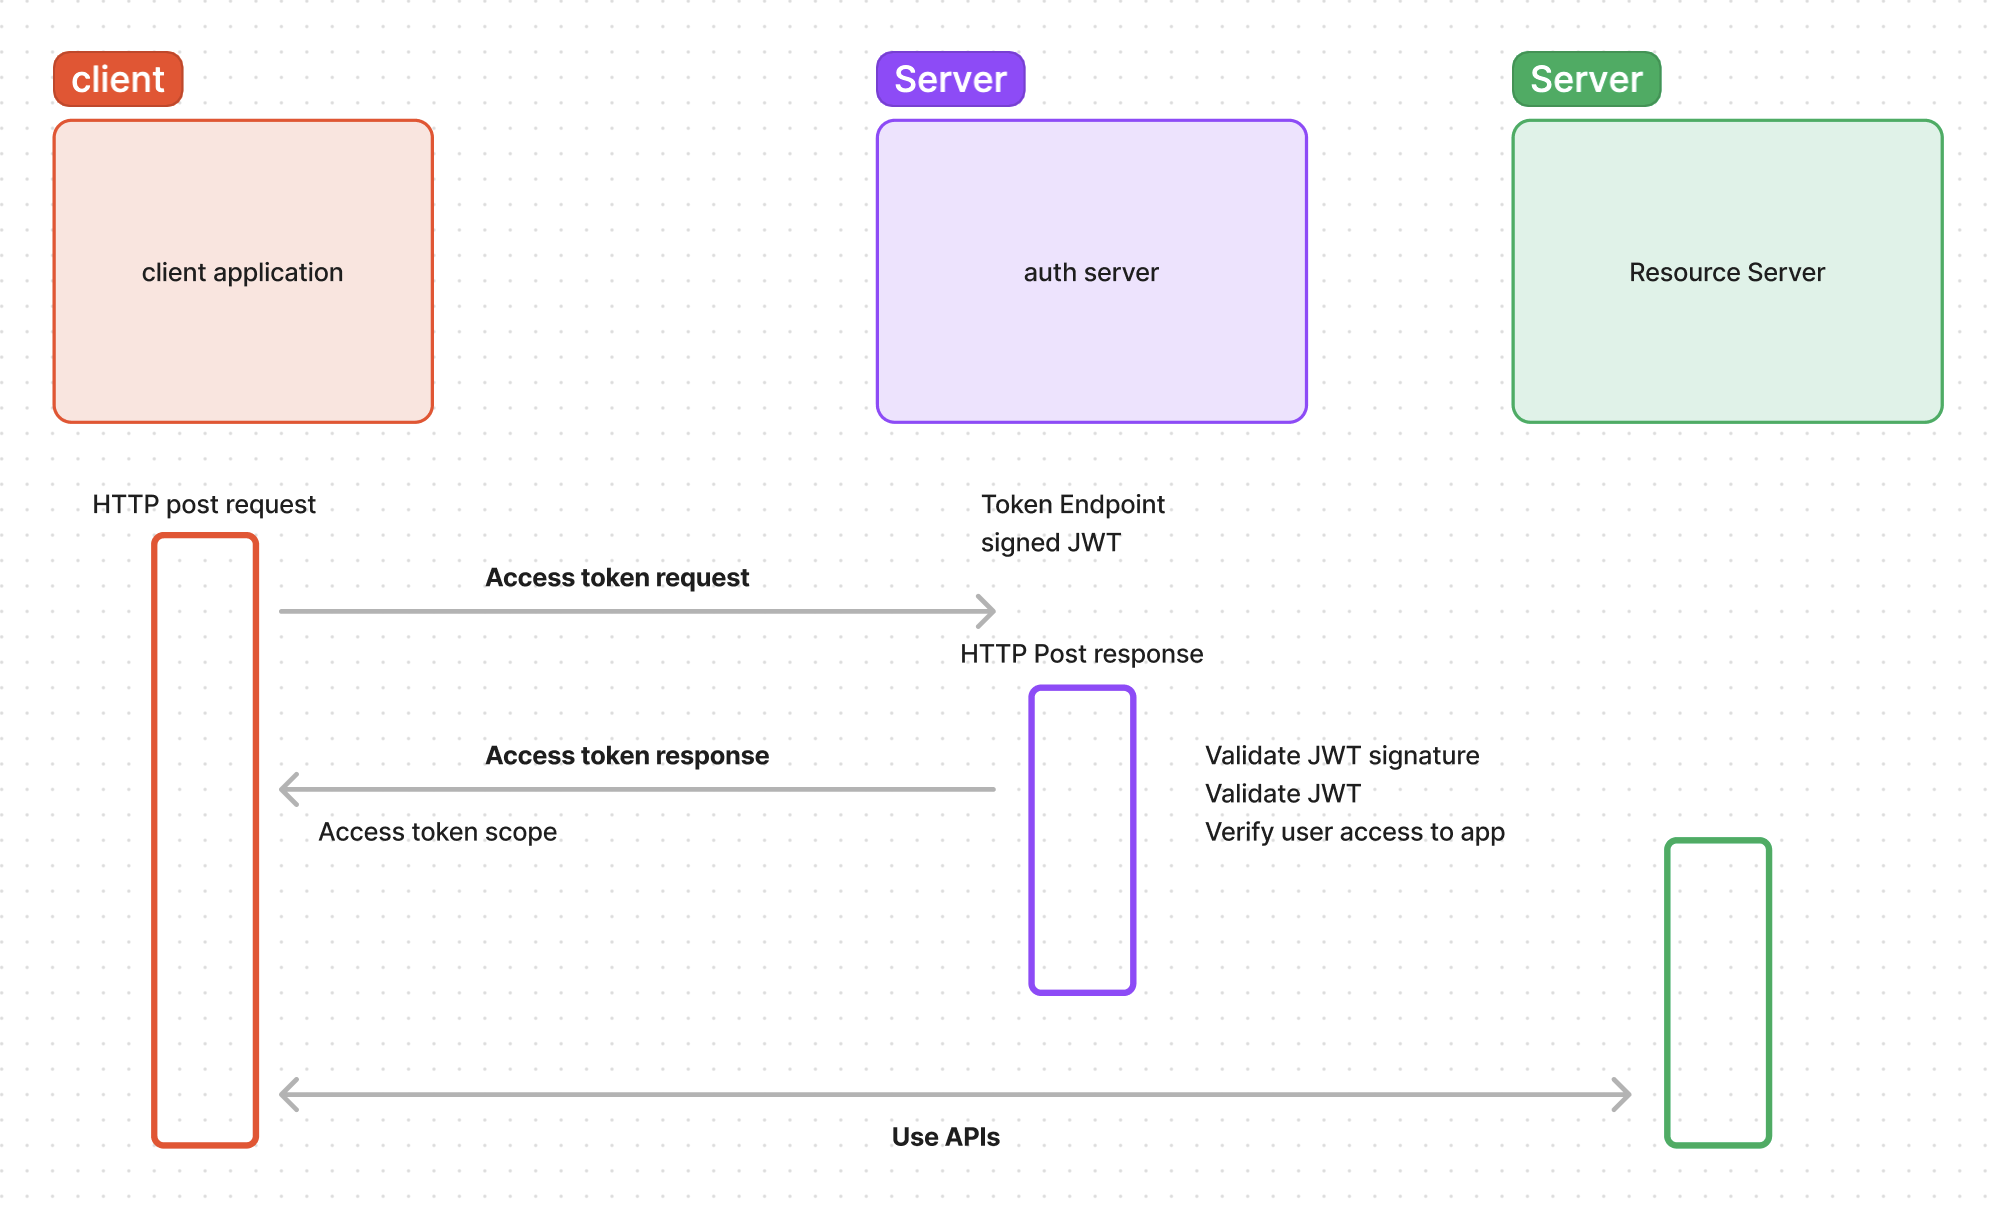 client
Server
Server
client application
auth server
Resource Server
HTTP post request
Token Endpoint
signed JWT
Access token request
HTTP Post response
Access token response
Validate JWT signature
Validate JWT
Verify user access to app
Access token scope
Use APIs